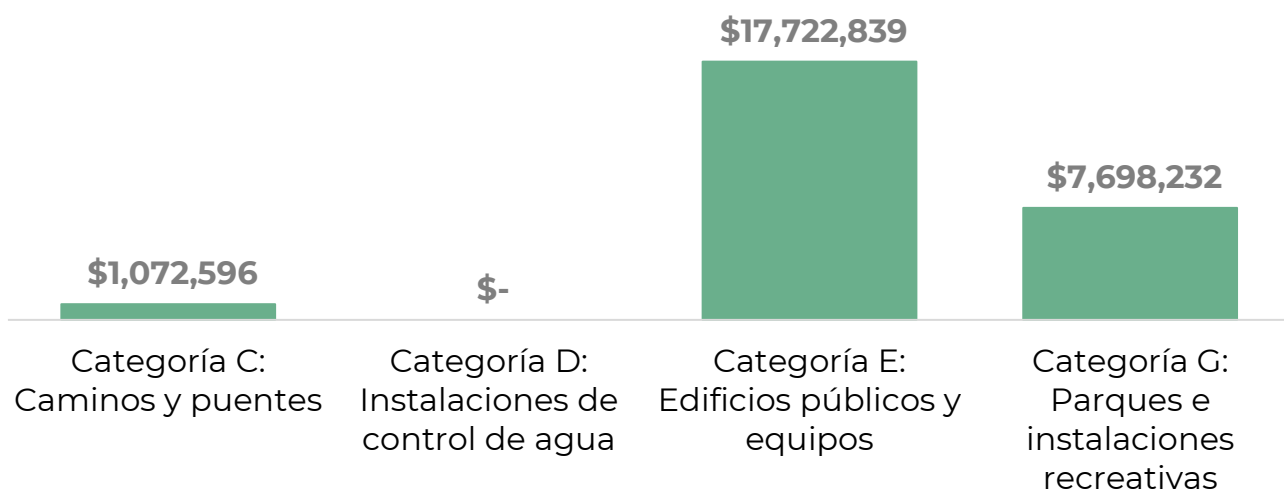 $17,722,839
$7,698,232
$1,072,596
$-
Categoría C:
Caminos y puentes
Categoría D:
Instalaciones de
control de agua
Categoría E:
Edificios públicos y
equipos
Categoría G:
Parques e
instalaciones
recreativas